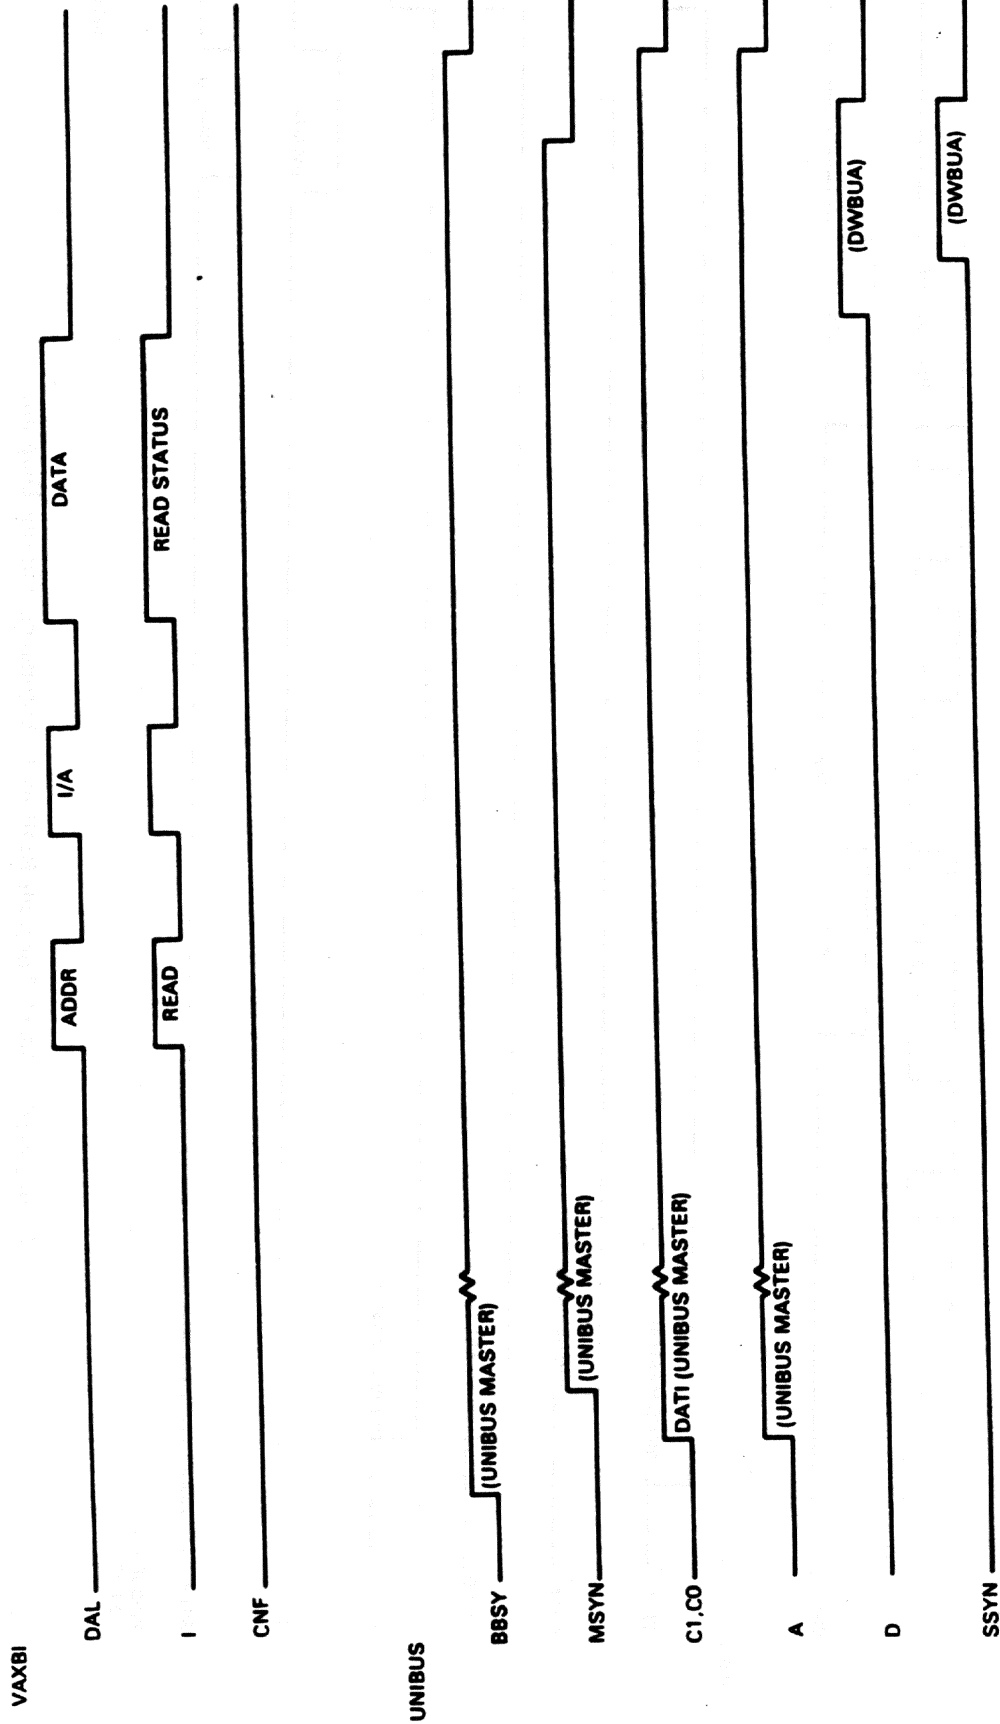 VAXBI
DAL
ADDR
I/A
DATA
I
READ
READ STATUS
CNF
UNIBUS
BBSY
(UNIBUS MASTER)
MSYN
(UNIBUS MASTER)
C1,C0
DATI (UNIBUS MASTER)
A
(UNIBUS MASTER)
D
(DWBUA)
SSYN
(DWBUA)